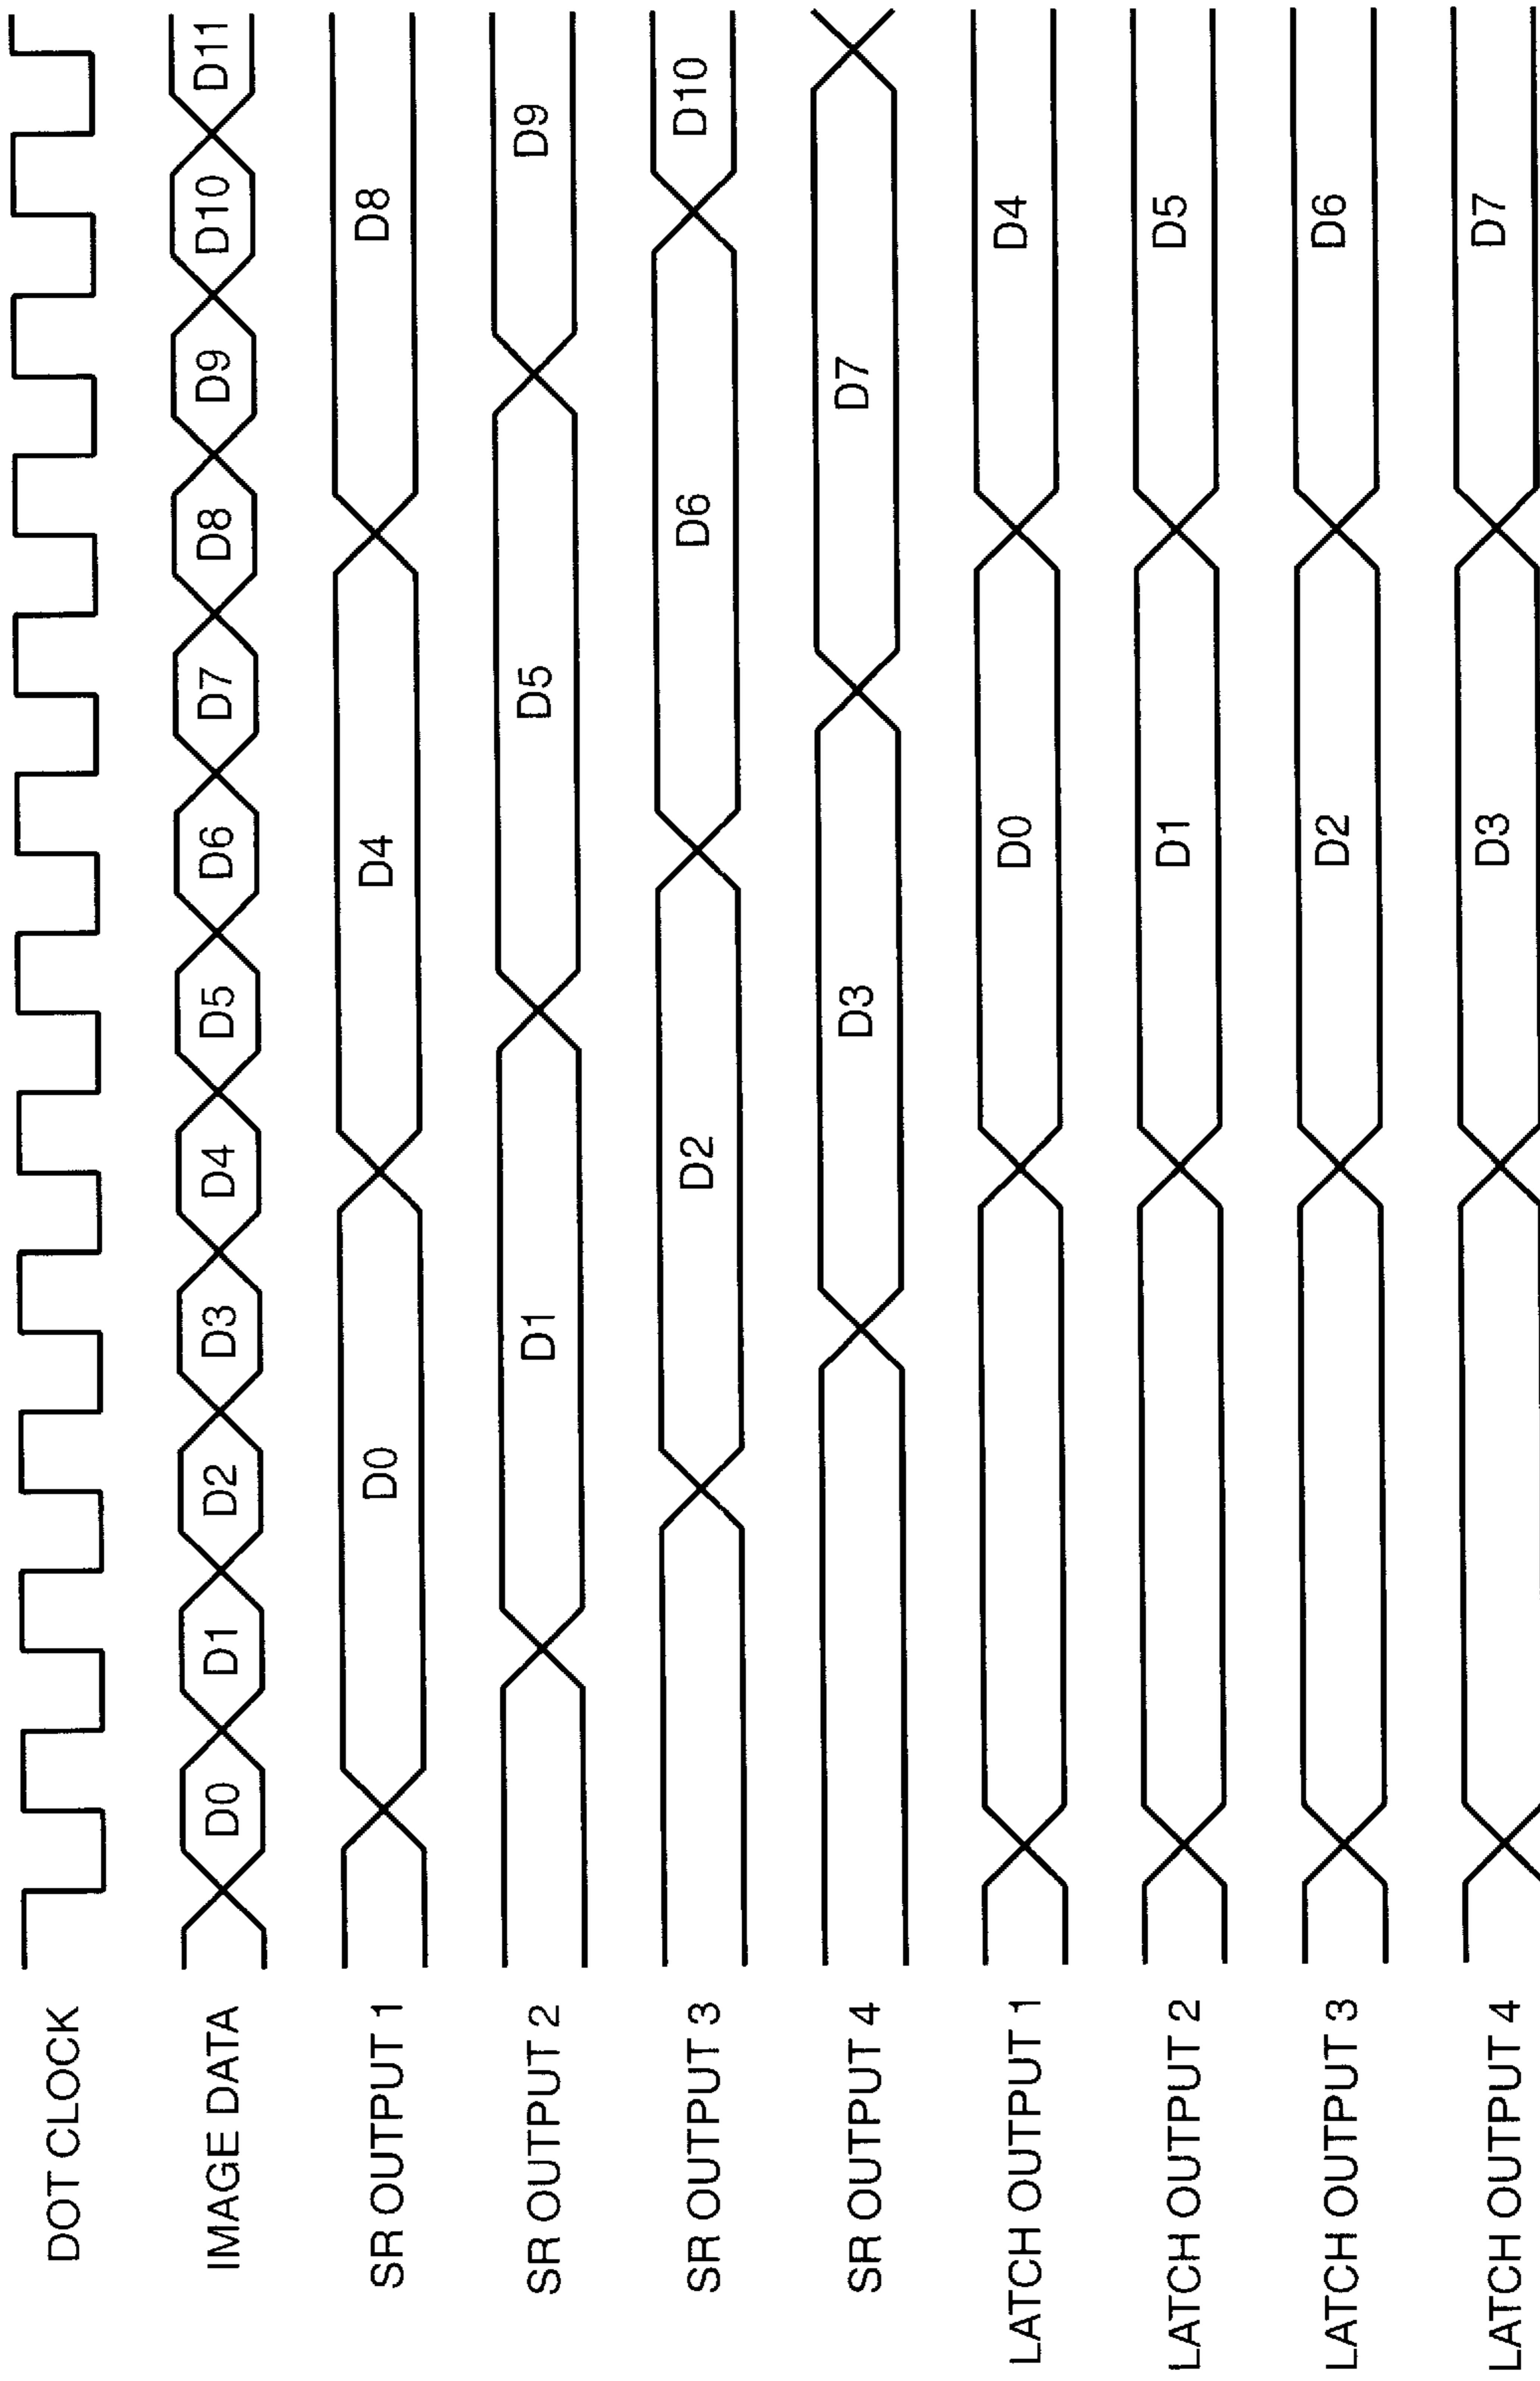 DOT CLOCK
IMAGE DATA D0 D1 D2 D3 D4 D5 D6 D7 D8 D9 D10 D11
SR OUTPUT 1 D0 D4 D8
SR OUTPUT 2 D1 D5 D9
SR OUTPUT 3 D2 D6 D10
SR OUTPUT 4 D3 D7
LATCH OUTPUT 1 D0 D4
LATCH OUTPUT 2 D1 D5
LATCH OUTPUT 3 D2 D6
LATCH OUTPUT 4 D3 D7